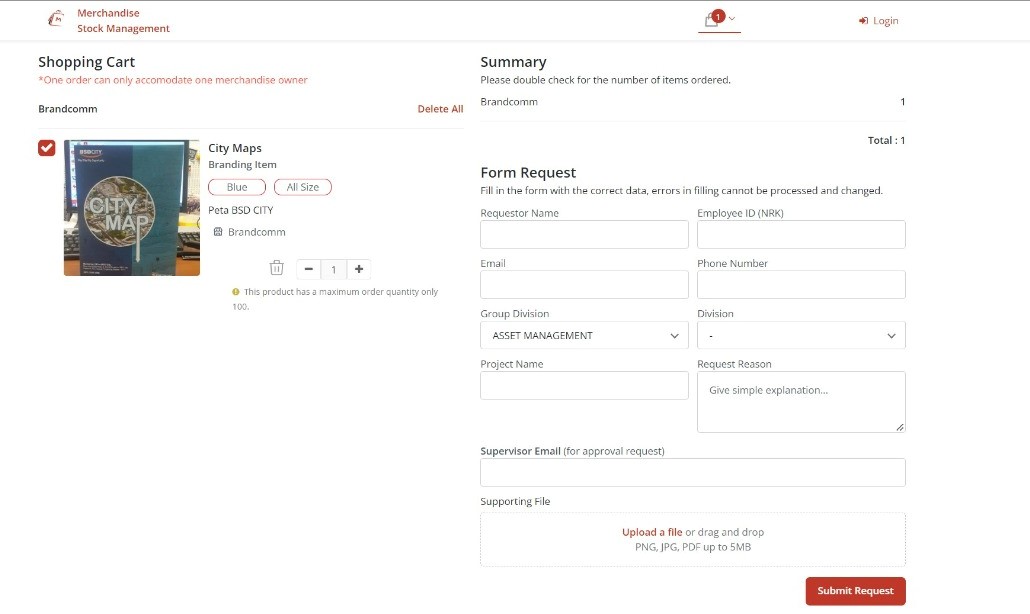 Merchandise
Stock Management
1
Login
Shopping Cart
*One order can only accomodate one merchandise owner
Brandcomm
Delete All
BSDCITY
CITY
MAP
City Maps
Branding Item
Blue
All Size
Peta BSD CITY
Brandcomm
1
This product has a maximum order quantity only
100.
Summary
Please double check for the number of items ordered.
Brandcomm 1
Total : 1
Form Request
Fill in the form with the correct data, errors in filling cannot be processed and changed.
Requestor Name
Employee ID (NRK)
Email
Phone Number
Group Division
Division
ASSET MANAGEMENT
-
Project Name
Request Reason
Give simple explanation...
Supervisor Email (for approval request)
Supporting File
Upload a file or drag and drop
PNG, JPG, PDF up to 5MB
Submit Request